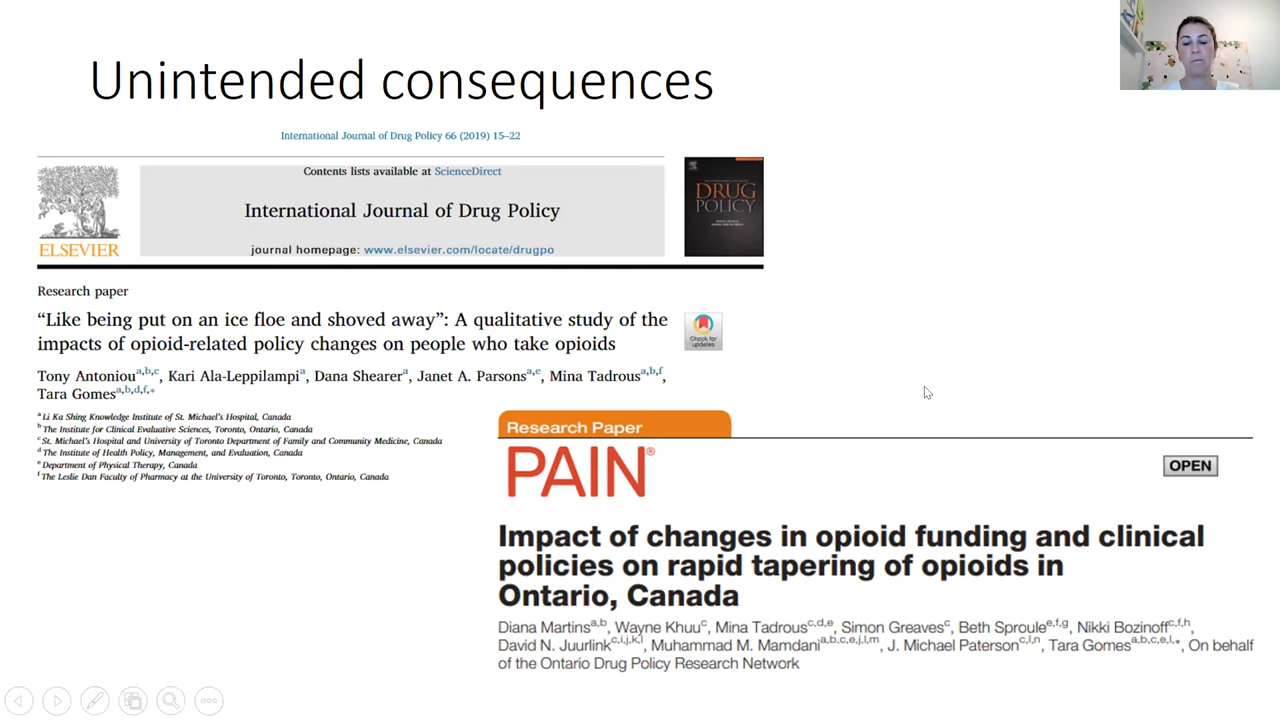 Unintended consequences
International Journal of Drug Policy 66 (2019) 15–22
Contents lists available at ScienceDirect
International Journal of Drug Policy
journal homepage: www.elsevier.com/locate/drugpo
ELSEVIER
DRUG
POLICY
Research paper
“Like being put on an ice floe and shoved away”: A qualitative study of the
impacts of opioid-related policy changes on people who take opioids
Check for
updates
Tony Antoniou a,b,c, Kari Ala-Leppilampi a, Dana Shearer a, Janet A. Parsons a,e, Mina Tadrous a,b,f,
Tara Gomes a,b,d,f,*
a Li Ka Shing Knowledge Institute of St. Michael's Hospital, Canada
b The Institute for Clinical Evaluative Sciences, Toronto, Ontario, Canada
c St. Michael's Hospital and University of Toronto Department of Family and Community Medicine, Canada
d The Institute of Health Policy, Management, and Evaluation, Canada
e Department of Physical Therapy, Canada
f The Leslie Dan Faculty of Pharmacy at the University of Toronto, Toronto, Ontario, Canada
Research Paper
PAIN®
OPEN
Impact of changes in opioid funding and clinical
policies on rapid tapering of opioids in
Ontario, Canada
Diana Martins a,b, Wayne Khuu c, Mina Tadrous c,d,e, Simon Greaves c, Beth Sproule e,f,g, Nikki Bozinoff c,f,h,
David N. Juurlink c,i,j,k,l, Muhammad M. Mamdani a,b,c,e,j,l,m, J. Michael Paterson c,l,n, Tara Gomes a,b,c,e,l,*, On behalf
of the Ontario Drug Policy Research Network